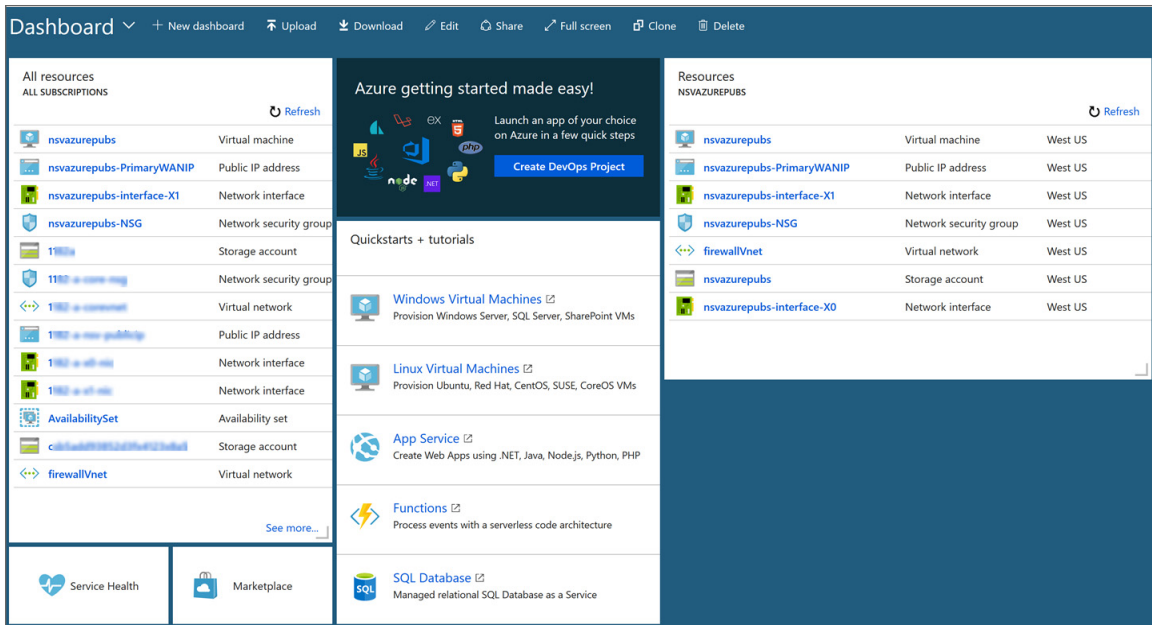 Dashboard
New dashboard
Upload
Download
Edit
Share
Full screen
Clone
Delete
All resources
ALL SUBSCRIPTIONS
Refresh
nsvazurepubs Virtual machine
nsvazurepubs-PrimaryWANIP Public IP address
nsvazurepubs-interface-X1 Network interface
nsvazurepubs-NSG Network security group
Storage account
Network security group
Virtual network
Public IP address
Network interface
Network interface
AvailabilitySet Availability set
Storage account
firewallVnet Virtual network
See more...
Service Health
Marketplace
Azure getting started made easy!
Launch an app of your choice
on Azure in a few quick steps
Create DevOps Project
ex
HTML
5
JS
php
node
.NET
Quickstarts + tutorials
Windows Virtual Machines
Provision Windows Server, SQL Server, SharePoint VMs
Linux Virtual Machines
Provision Ubuntu, Red Hat, CentOS, SUSE, CoreOS VMs
App Service
Create Web Apps using .NET, Java, Node.js, Python, PHP
Functions
Process events with a serverless code architecture
SQL
SQL Database
Managed relational SQL Database as a Service
Resources
NSVAZUREPUBS
Refresh
nsvazurepubs Virtual machine West US
nsvazurepubs-PrimaryWANIP Public IP address West US
nsvazurepubs-interface-X1 Network interface West US
nsvazurepubs-NSG Network security group West US
firewallVnet Virtual network West US
nsvazurepubs Storage account West US
nsvazurepubs-interface-X0 Network interface West US